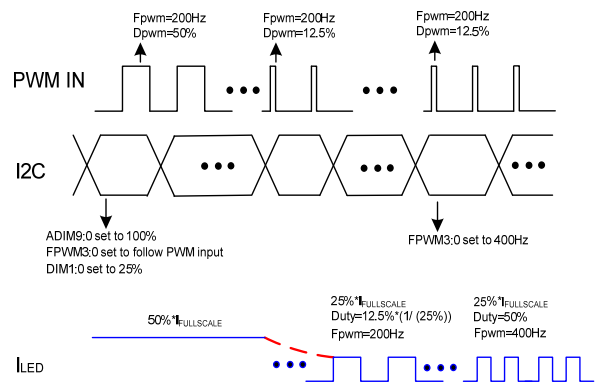 Fpwm=200Hz
Dpwm=50%
Fpwm=200Hz
Dpwm=12.5%
Fpwm=200Hz
Dpwm=12.5%
PWM IN
I2C
ADIM9:0 set to 100%
FPWM3:0 set to follow PWM input
DIM1:0 set to 25%
FPWM3:0 set to 400Hz
50%*IFULLSCALE
25%*IFULLSCALE
Duty=12.5%*(1/ (25%))
Fpwm=200Hz
25%*IFULLSCALE
Duty=50%
Fpwm=400Hz
ILED